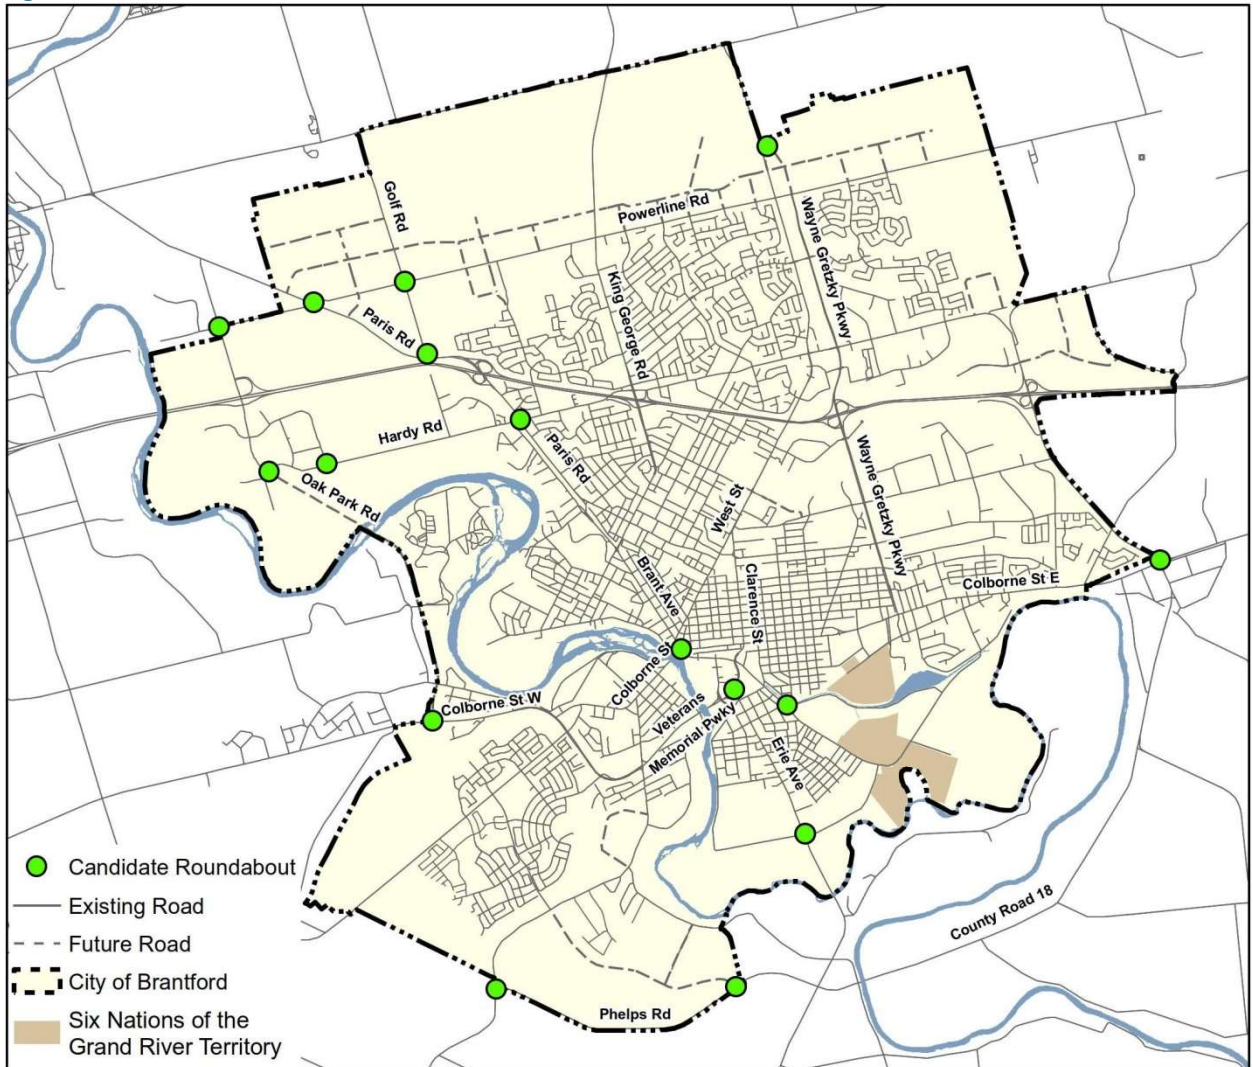 Golf Rd
Powerline Rd
Wayne Gretzky Pkwy
King George Rd
Paris Rd
Hardy Rd
Paris Rd
Oak Park Rd
West St
Wayne Gretzky Pkwy
Brant Ave
Clarence St
Colborne St E
Colborne St
Colborne St W
Veterans
Memorial Pwky
Erie Ave
County Road 18
Phelps Rd
Candidate Roundabout
Existing Road
Future Road
City of Brantford
Six Nations of the
Grand River Territory